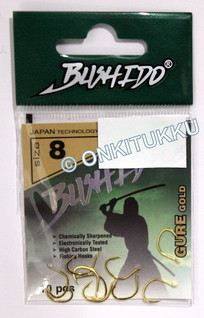 BUSHIDO®
JAPAN TECHNOLOGY
size 8
© ONKITUKKU
BUSHIDO
GURE GOLD
• Chemically Sharpened
• Electronically Tested
• High Carbon Steel
• Fishing Hooks
10 pcs